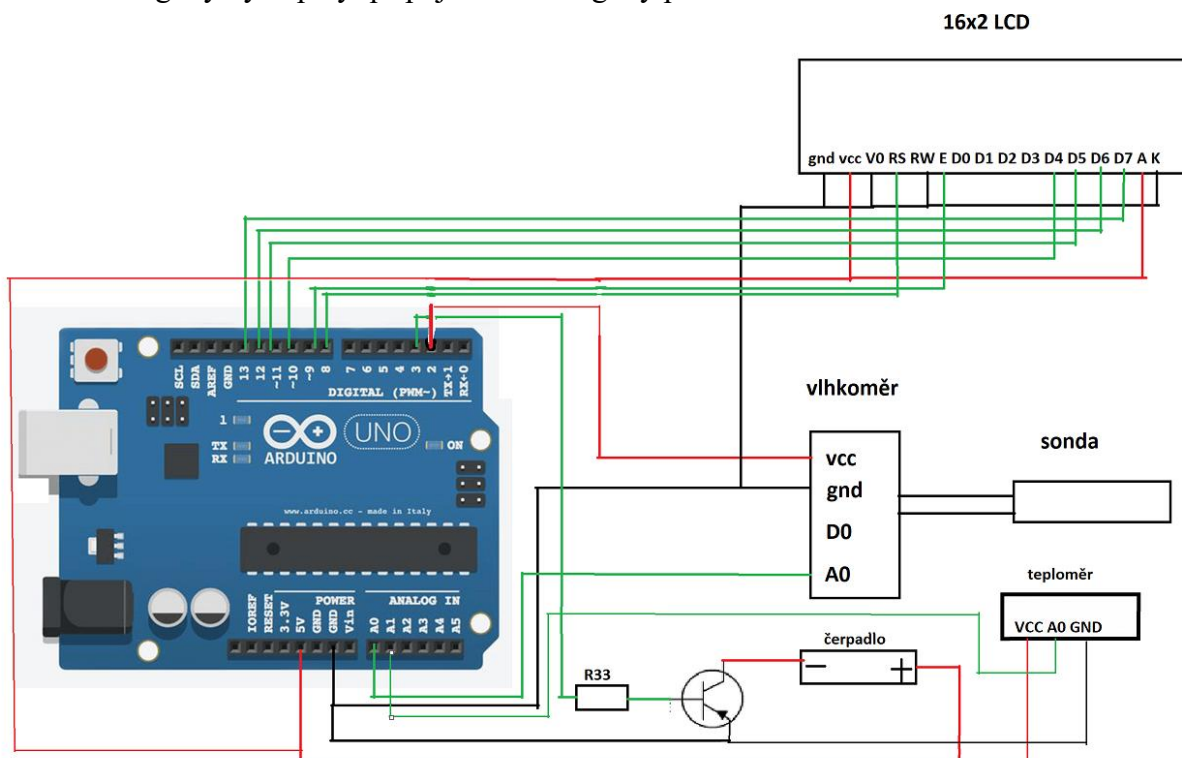 16x2 LCD
gnd vcc V0 RS RW E D0 D1 D2 D3 D4 D5 D6 D7 A K
SCL
SDA
AREF
GND
13
12
~11
~10
~9
8
7
6
5
4
3
2
TX→1
RX←0
DIGITAL (PWM~)
1
TX
RX
ARDUINO
UNO
ON
www.arduino.cc - made in Italy
POWER
ANALOG IN
IOREF
RESET
3.3V
5V
GND
GND
Vin
A0
A1
A2
A3
A4
A5
vlhkoměr
vcc
gnd
D0
A0
sonda
teploměr
VCC A0 GND
čerpadlo
- +
R33